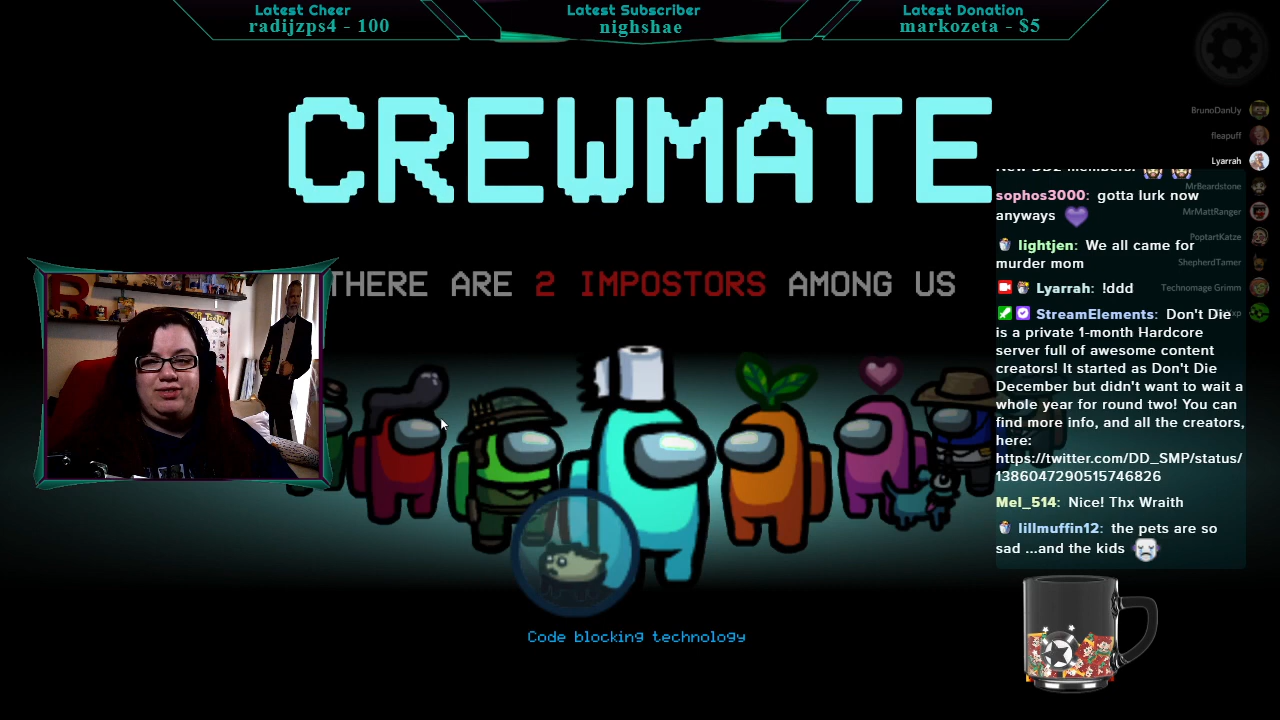 Latest Cheer
radijzps4 - 100
Latest Subscriber
nighshae
Latest Donation
markozeta - $5
CREWMATE
THERE ARE 2 IMPOSTORS AMONG US
BrunoDanUy
fleapuff
Lyarrah
MrBeardstone
MrMattRanger
PoptartKatze
ShepherdTamer
Technomage Grimm
New DD2 members!
sophos3000: gotta lurk now
anyways
lightjen: We all came for
murder mom
Lyarrah: !ddd
StreamElements: Don't Die
is a private 1-month Hardcore
server full of awesome content
creators! It started as Don't Die
December but didn't want to wait a
whole year for round two! You can
find more info, and all the creators,
here:
https://twitter.com/DD_SMP/status/
1386047290515746826
Mel_514: Nice! Thx Wraith
lillmuffin12: the pets are so
sad ...and the kids
Code blocking technology